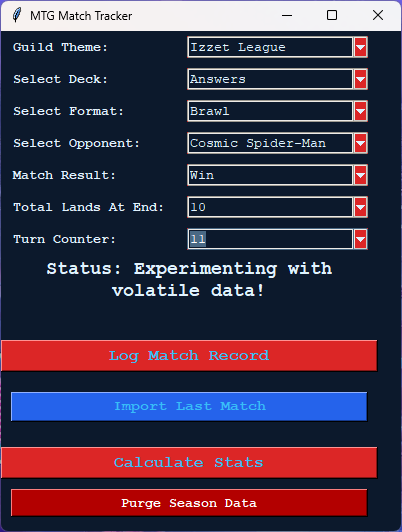 MTG Match Tracker
Guild Theme: Izzet League
Select Deck: Answers
Select Format: Brawl
Select Opponent: Cosmic Spider-Man
Match Result: Win
Total Lands At End: 10
Turn Counter: 11
Status: Experimenting with
volatile data!
Log Match Record
Import Last Match
Calculate Stats
Purge Season Data